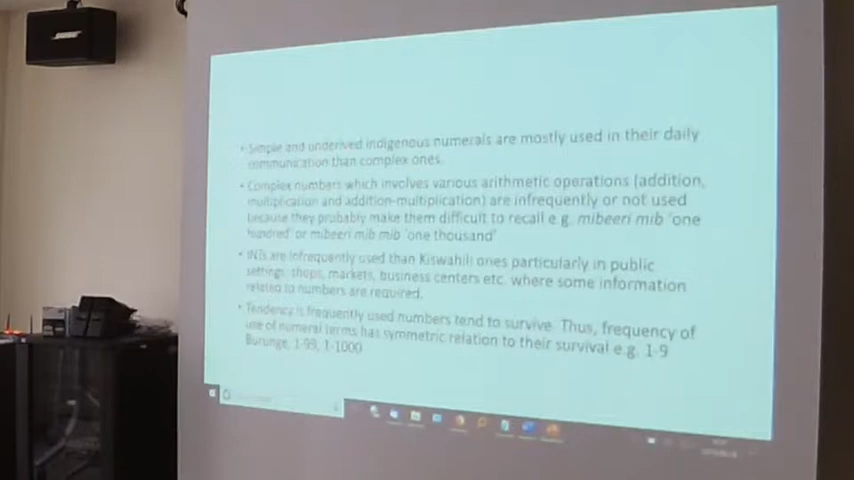 • Simple and underived indigenous numerals are mostly used in their daily
communication than complex ones.
• Complex numbers which involves various arithmetic operations (addition,
multiplication and addition-multiplication) are infrequently or not used
because they probably make them difficult to recall e.g. mibeeri mib 'one
hundred' or mibeeri mib mib 'one thousand'
• INTs are infrequently used than Kiswahili ones particularly in public
settings: shops, markets, business centers etc. where some information
related to numbers are required.
• Tendency is frequently used numbers tend to survive. Thus, frequency of
use of numeral terms has symmetric relation to their survival e.g. 1-9
Burunge, 1-99, 1-1000